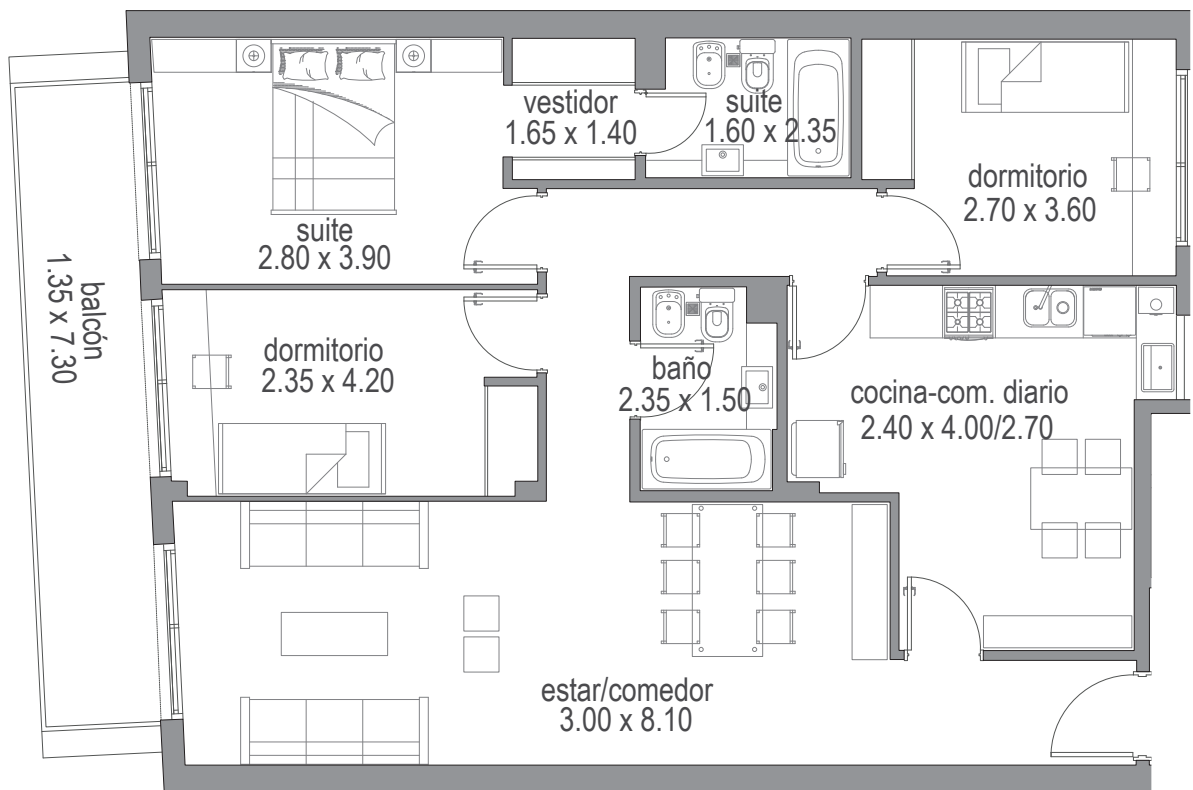 vestidor
1.65 x 1.40
suite
1.60 x 2.35
dormitorio
2.70 x 3.60
suite
2.80 x 3.90
balcón
1.35 x 7.30
dormitorio
2.35 x 4.20
baño
2.35 x 1.50
cocina-com. diario
2.40 x 4.00/2.70
estar/comedor
3.00 x 8.10